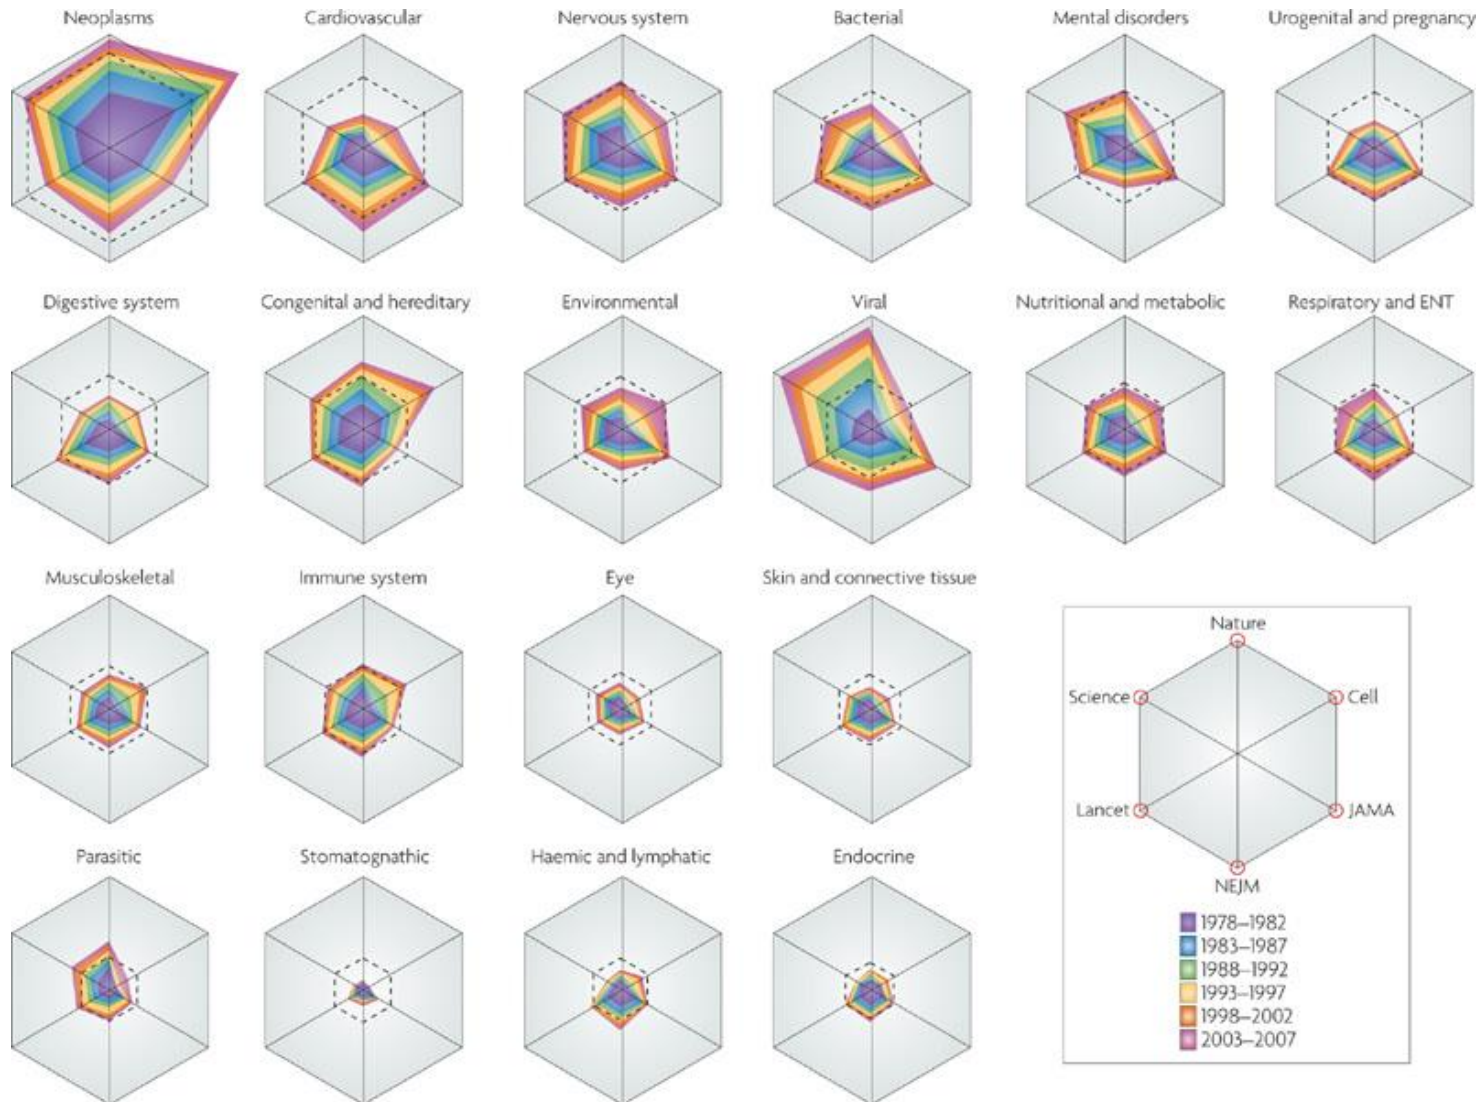 Neoplasms
Cardiovascular
Nervous system
Bacterial
Mental disorders
Urogenital and pregnancy
Digestive system
Congenital and hereditary
Environmental
Viral
Nutritional and metabolic
Respiratory and ENT
Musculoskeletal
Immune system
Eye
Skin and connective tissue
Nature
Science
Cell
Lancet
JAMA
NEJM
1978–1982
1983–1987
1988–1992
1993–1997
1998–2002
2003–2007
Parasitic
Stomatognathic
Haemic and lymphatic
Endocrine